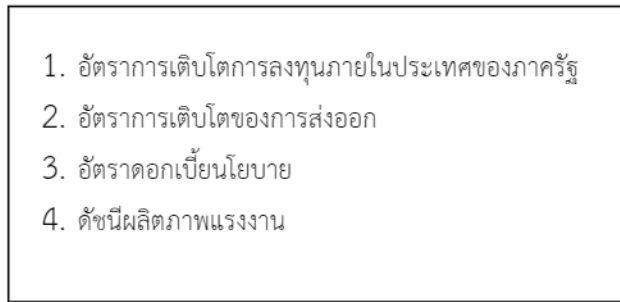 1. อัตราการเติบโตการลงทุนภายในประเทศของภาครัฐ
2. อัตราการเติบโตของการส่งออก
3. อัตราดอกเบี้ยนโยบาย
4. ดัชนีผลิตภาพแรงงาน